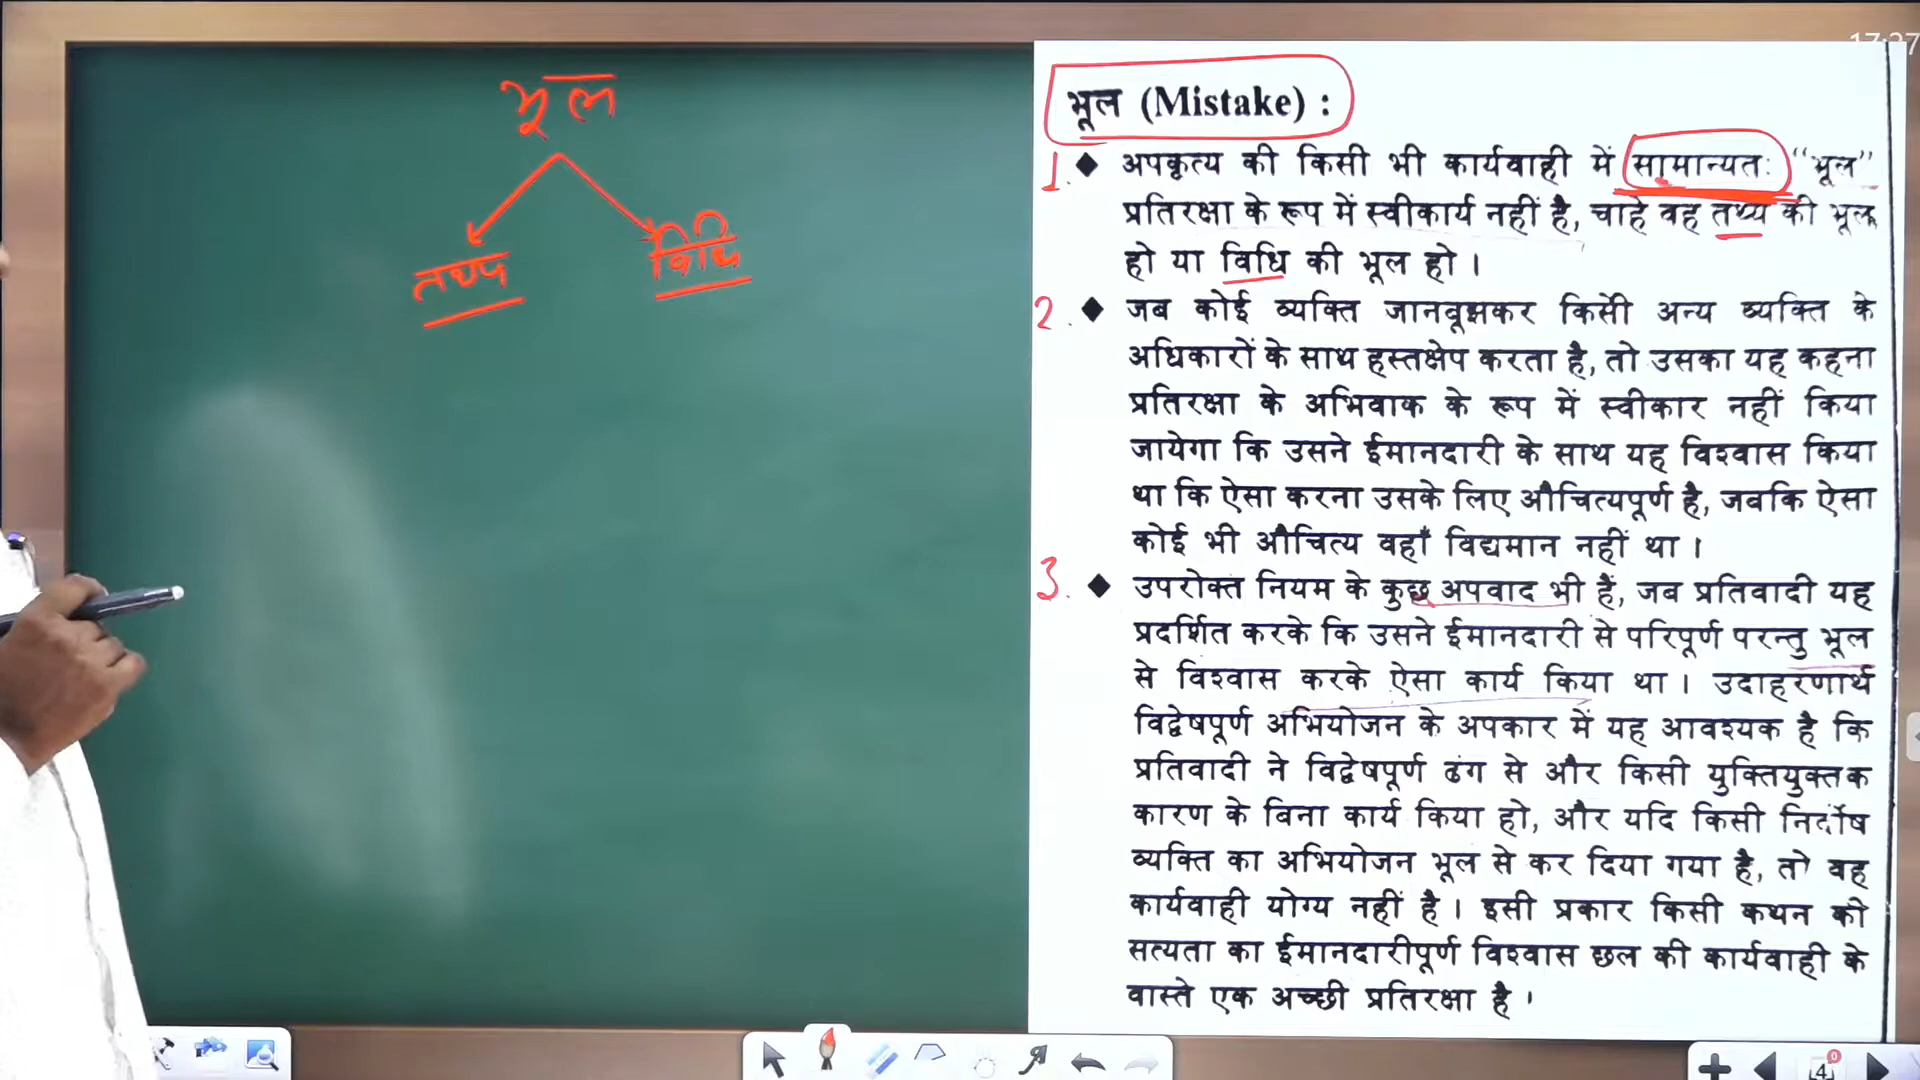 भूल
तथ्य
विधि
17:37
भूल (Mistake) :
1. ◆ अपकृत्य की किसी भी कार्यवाही में सामान्यतः "भूल"
प्रतिरक्षा के रूप में स्वीकार्य नहीं है, चाहे वह तथ्य की भूल
हो या विधि की भूल हो ।
2. ◆ जब कोई व्यक्ति जानबूझकर किसी अन्य व्यक्ति के
अधिकारों के साथ हस्तक्षेप करता है, तो उसका यह कहना
प्रतिरक्षा के अभिवाक के रूप में स्वीकार नहीं किया
जायेगा कि उसने ईमानदारी के साथ यह विश्वास किया
था कि ऐसा करना उसके लिए औचित्यपूर्ण है, जबकि ऐसा
कोई भी औचित्य वहाँ विद्यमान नहीं था ।
3. ◆ उपरोक्त नियम के कुछ अपवाद भी हैं, जब प्रतिवादी यह
प्रदर्शित करके कि उसने ईमानदारी से परिपूर्ण परन्तु भूल
से विश्वास करके ऐसा कार्य किया था । उदाहरणार्थ
विद्वेषपूर्ण अभियोजन के अपकार में यह आवश्यक है कि
प्रतिवादी ने विद्वेषपूर्ण ढंग से और किसी युक्तियुक्त
कारण के बिना कार्य किया हो, और यदि किसी निर्दोष
व्यक्ति का अभियोजन भूल से कर दिया गया है, तो वह
कार्यवाही योग्य नहीं है । इसी प्रकार किसी कथन की
सत्यता का ईमानदारीपूर्ण विश्वास छल की कार्यवाही के
वास्ते एक अच्छी प्रतिरक्षा है ।
4
0